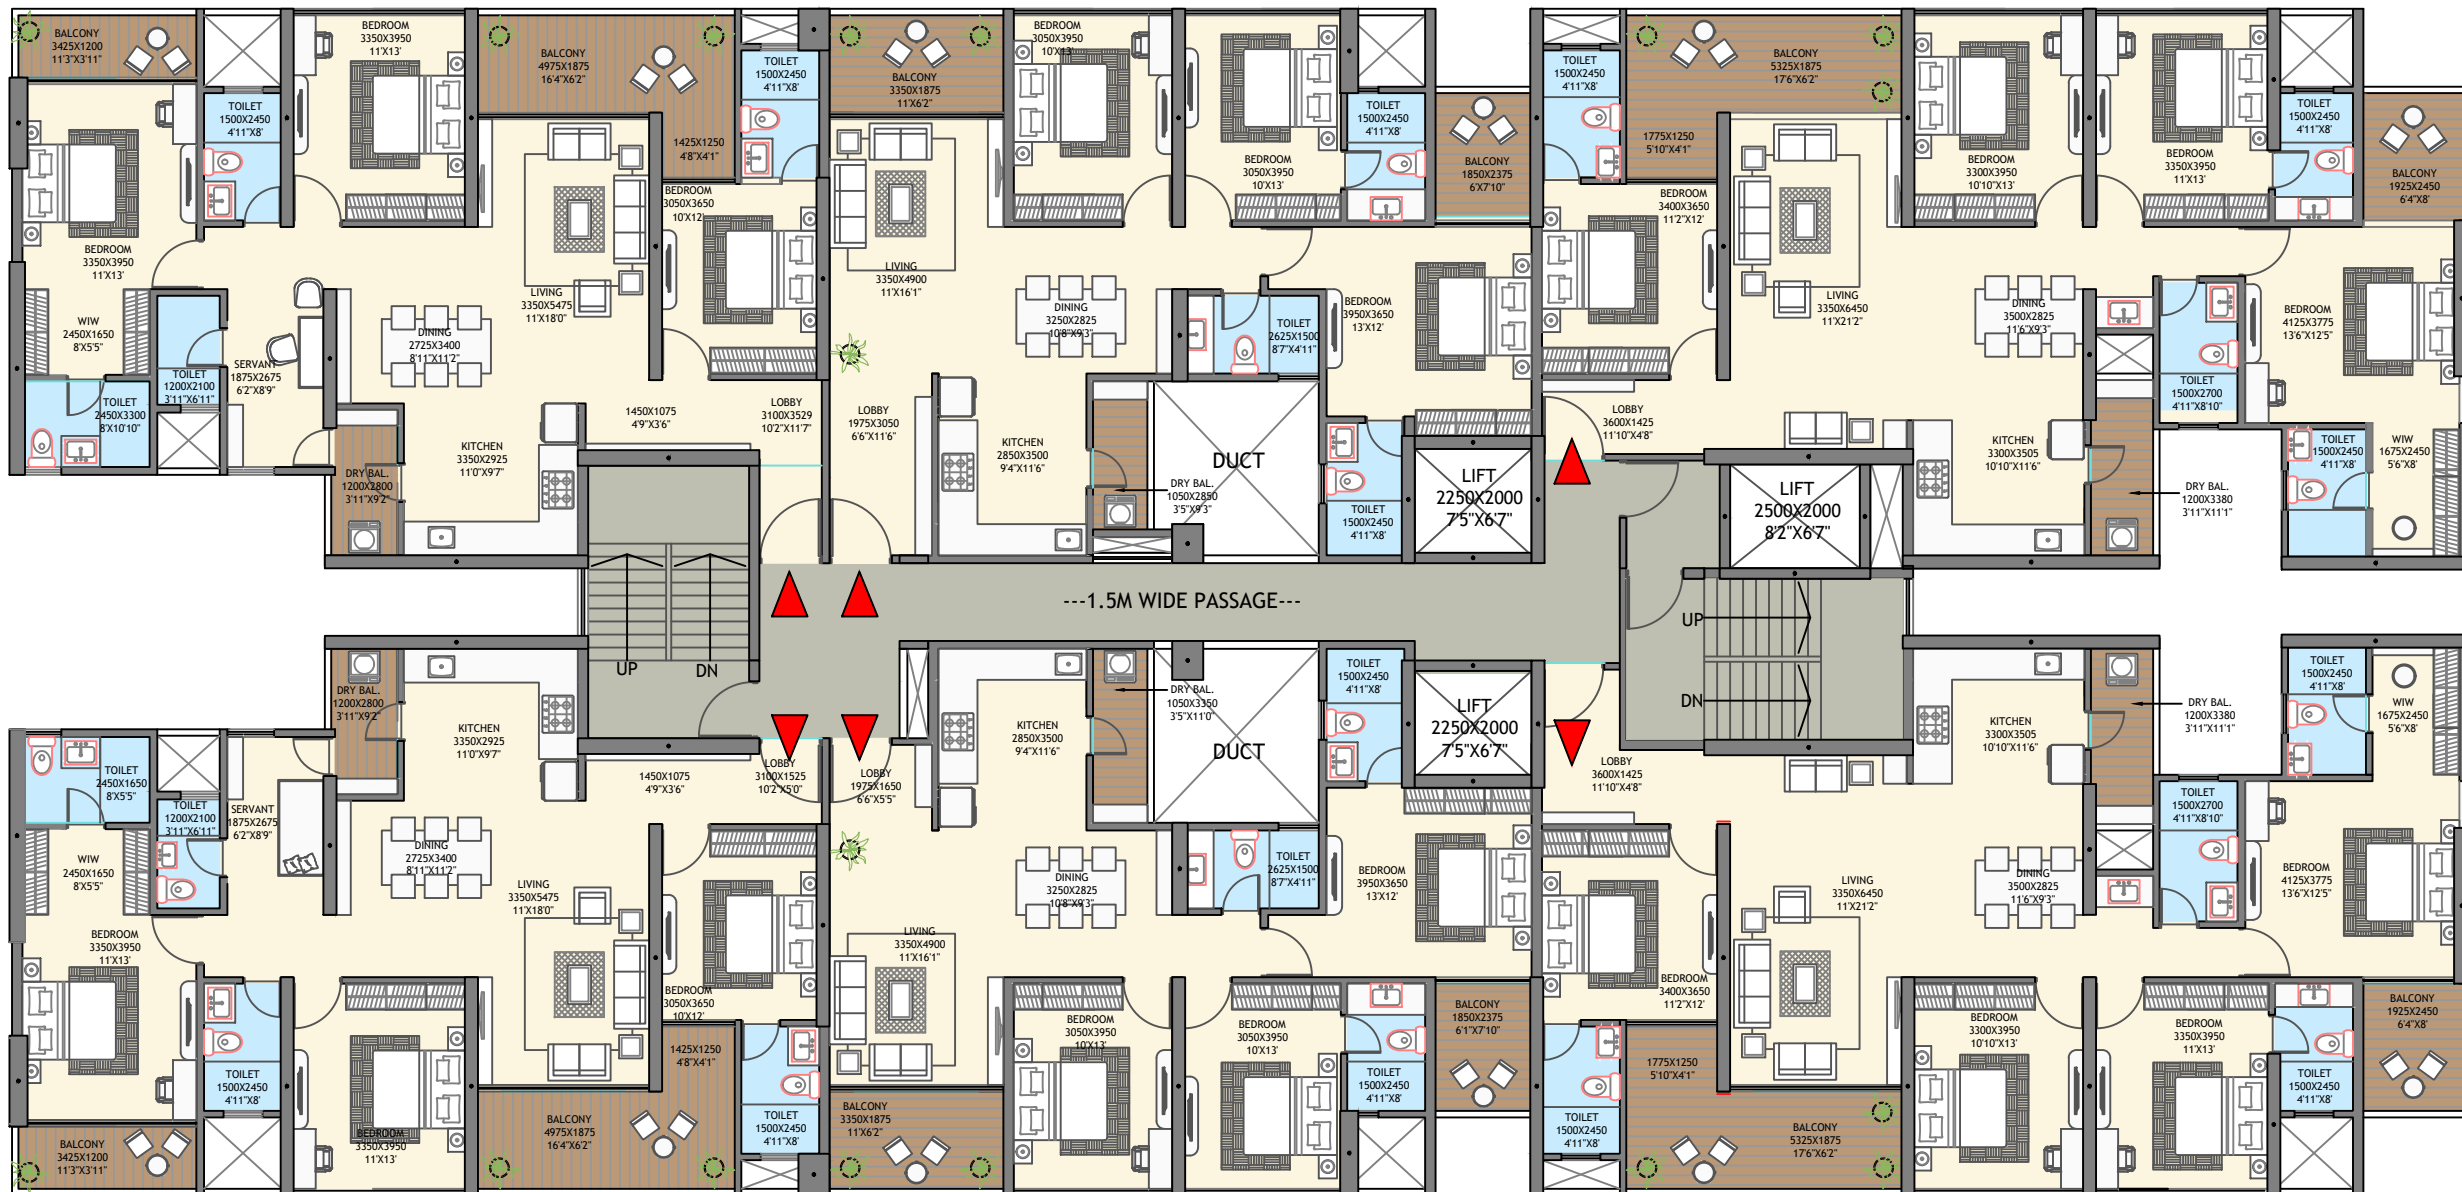 BALCONY
3425X1200
11'3"X3'11"
BEDROOM
3350X3950
11'X13'
BALCONY
4975X1875
16'4"X6'2"
TOILET
1500X2450
4'11"X8'
BALCONY
3350X1875
11'X6'2"
BEDROOM
3050X3950
10'X13'
TOILET
1500X2450
4'11"X8'
BALCONY
5325X1875
17'6"X6'2"
TOILET
1500X2450
4'11"X8'
1425X1250
4'8"X4'1"
BEDROOM
3050X3950
10'X13'
TOILET
1500X2450
4'11"X8'
BALCONY
1850X2375
6'X7'10"
1775X1250
5'10"X4'1"
BEDROOM
3300X3950
10'10"X13'
BEDROOM
3350X3950
11'X13'
TOILET
1500X2450
4'11"X8'
BALCONY
1925X2450
6'4"X8'
BEDROOM
3350X3950
11'X13'
BEDROOM
3050X3650
10'X12'
BEDROOM
3400X3650
11'2"X12'
LIVING
3350X5475
11'X18'0"
LIVING
3350X4900
11'X16'1"
DINING
3250X2825
10'8"X9'3"
BEDROOM
3950X3650
13'X12'
LIVING
3350X6450
11'X21'2"
DINING
3500X2825
11'6"X9'3"
BEDROOM
4125X3775
13'6"X12'5"
WIW
2450X1650
8'X5'5"
TOILET
1200X2100
3'11"X6'11"
SERVANT
1875X2675
6'2"X8'9"
DINING
2725X3400
8'11"X11'2"
TOILET
2625X1500
8'7"X4'11"
TOILET
1500X2700
4'11"X8'10"
TOILET
2450X3300
8'X10'10"
1450X1075
4'9"X3'6"
LOBBY
3100X3529
10'2"X11'7"
LOBBY
1975X3050
6'6"X11'6"
LOBBY
3600X1425
11'10"X4'8"
KITCHEN
3350X2925
11'0"X9'7"
KITCHEN
2850X3500
9'4"X11'6"
DUCT
KITCHEN
3300X3505
10'10"X11'6"
TOILET
1500X2450
4'11"X8'
WIW
1675X2450
5'6"X8'
DRY BAL.
1200X2800
3'11"X9'2"
DRY BAL.
1050X2850
3'5"X9'3"
TOILET
1500X2450
4'11"X8'
LIFT
2250X2000
7'5"X6'7"
LIFT
2500X2000
8'2"X6'7"
DRY BAL.
1200X3380
3'11"X11'1"
---1.5M WIDE PASSAGE---
UP
DN
UP
DN
DRY BAL.
1200X2800
3'11"X9'2"
KITCHEN
3350X2925
11'0"X9'7"
KITCHEN
2850X3500
9'4"X11'6"
DRY BAL.
1050X3350
3'5"X11'0"
DUCT
TOILET
1500X2450
4'11"X8'
LIFT
2250X2000
7'5"X6'7"
KITCHEN
3300X3505
10'10"X11'6"
DRY BAL.
1200X3380
3'11"X11'1"
TOILET
1500X2450
4'11"X8'
WIW
1675X2450
5'6"X8'
TOILET
2450X1650
8'X5'5"
1450X1075
4'9"X3'6"
LOBBY
3100X1525
10'2"X5'0"
LOBBY
1975X1650
6'6"X5'5"
LOBBY
3600X1425
11'10"X4'8"
TOILET
1200X2100
3'11"X6'11"
SERVANT
1875X2675
6'2"X8'9"
TOILET
1500X2700
4'11"X8'10"
WIW
2450X1650
8'X5'5"
DINING
2725X3400
8'11"X11'2"
LIVING
3350X5475
11'X18'0"
DINING
3250X2825
10'8"X9'3"
TOILET
2625X1500
8'7"X4'11"
BEDROOM
3950X3650
13'X12'
LIVING
3350X6450
11'X21'2"
DINING
3500X2825
11'6"X9'3"
BEDROOM
4125X3775
13'6"X12'5"
BEDROOM
3350X3950
11'X13'
LIVING
3350X4900
11'X16'1"
BEDROOM
3050X3650
10'X12'
BEDROOM
3400X3650
11'2"X12'
BEDROOM
3050X3950
10'X13'
BEDROOM
3050X3950
10'X13'
BALCONY
1850X2375
6'1"X7'10"
BEDROOM
3300X3950
10'10"X13'
BEDROOM
3350X3950
11'X13'
BALCONY
1925X2450
6'4"X8'
TOILET
1500X2450
4'11"X8'
1425X1250
4'8"X4'1"
TOILET
1500X2450
4'11"X8'
1775X1250
5'10"X4'1"
TOILET
1500X2450
4'11"X8'
BALCONY
3425X1200
11'3"X3'11"
BEDROOM
3350X3950
11'X13'
BALCONY
4975X1875
16'4"X6'2"
TOILET
1500X2450
4'11"X8'
BALCONY
3350X1875
11'X6'2"
TOILET
1500X2450
4'11"X8'
BALCONY
5325X1875
17'6"X6'2"